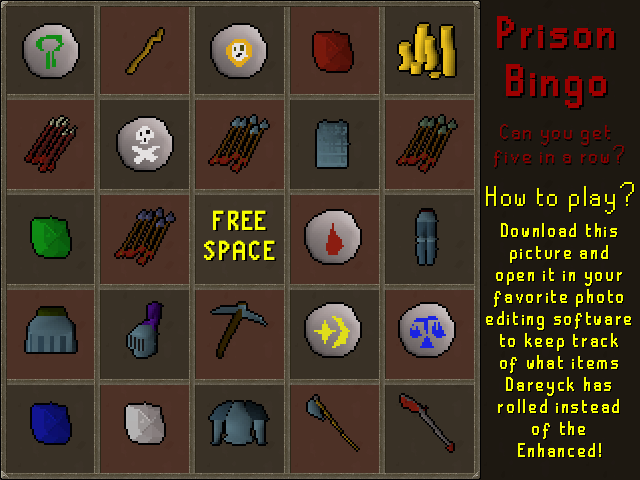 Prison
Bingo
Can you get
five in a row?
FREE
SPACE
How to play?
Download this
picture and
open it in your
favorite photo
editing software
to keep track
of what items
Dareyck has
rolled instead
of the
Enhanced!